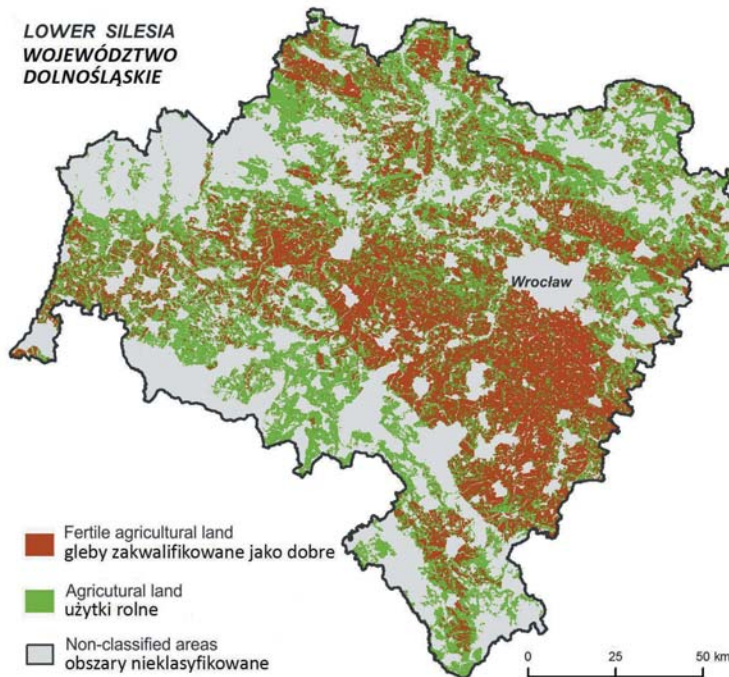 LOWER SILESIA
WOJEWÓDZTWO
DOLNOŚLĄSKIE
Wrocław
Fertile agricultural land
gleby zakwalifikowane jako dobre
Agricutural land
użytki rolne
Non-classified areas
obszary nieklasyfikowane
0 25 50 km